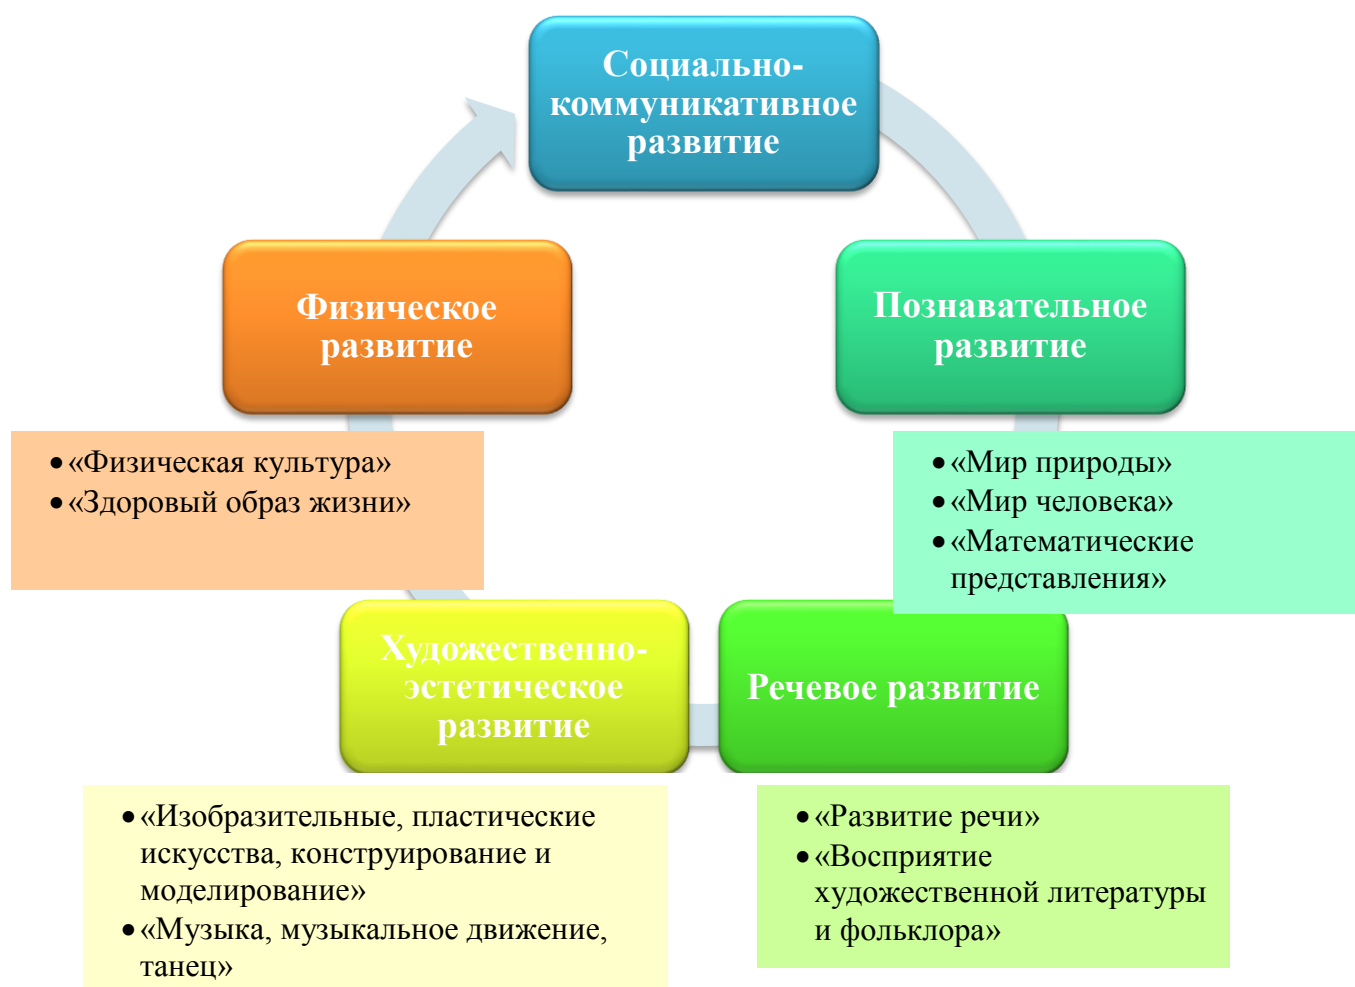 Социально-
коммуникативное
развитие
Физическое
развитие
Познавательное
развитие
•«Физическая культура»
•«Здоровый образ жизни»
•«Мир природы»
•«Мир человека»
•«Математические
представления»
Художественно-
эстетическое
развитие
Речевое развитие
•«Изобразительные, пластические
искусства, конструирование и
моделирование»
•«Музыка, музыкальное движение,
танец»
•«Развитие речи»
•«Восприятие
художественной литературы
и фольклора»